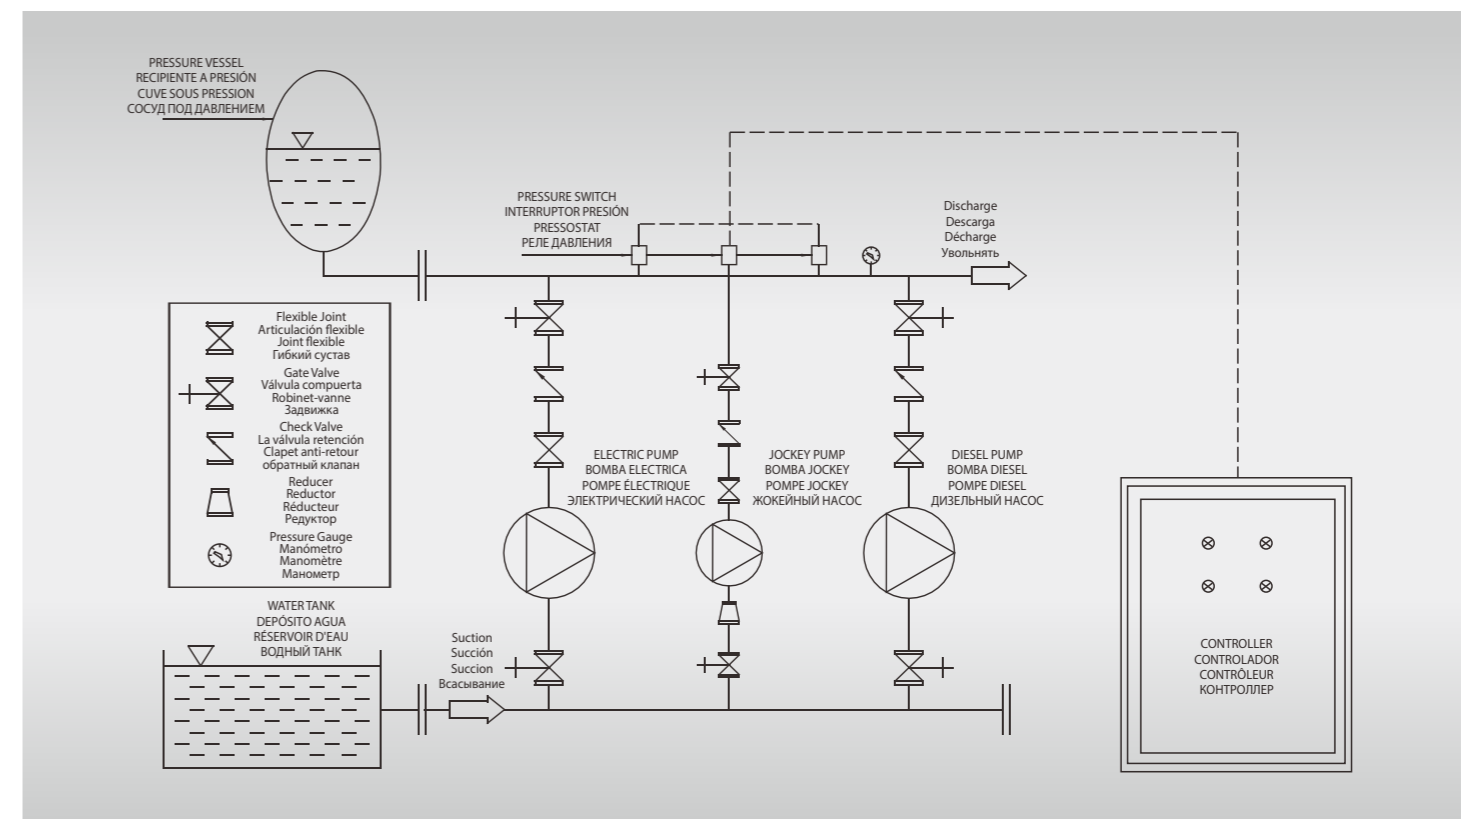 PRESSURE VESSEL
RECIPIENTE A PRESIÓN
CUVE SOUS PRESSION
СОСУД ПОД ДАВЛЕНИЕМ
PRESSURE SWITCH
INTERRUPTOR PRESIÓN
PRESSOSTAT
РЕЛЕ ДАВЛЕНИЯ
Discharge
Descarga
Décharge
Увольнять
Flexible Joint
Articulación flexible
Joint flexible
Гибкий сустав
Gate Valve
Válvula compuerta
Robinet-vanne
Задвижка
Check Valve
La válvula retención
Clapet anti-retour
обратный клапан
Reducer
Reductor
Réducteur
Редуктор
Pressure Gauge
Manómetro
Manomètre
Манометр
ELECTRIC PUMP
BOMBA ELECTRICA
POMPE ÉLECTRIQUE
ЭЛЕКТРИЧЕСКИЙ НАСОС
JOCKEY PUMP
BOMBA JOCKEY
POMPE JOCKEY
ЖОКЕЙНЫЙ НАСОС
DIESEL PUMP
BOMBA DIESEL
POMPE DIESEL
ДИЗЕЛЬНЫЙ НАСОС
WATER TANK
DEPÓSITO AGUA
RÉSERVOIR D'EAU
ВОДНЫЙ ТАНК
Suction
Succión
Succion
Всасывание
CONTROLLER
CONTROLADOR
CONTRÔLEUR
КОНТРОЛЛЕР